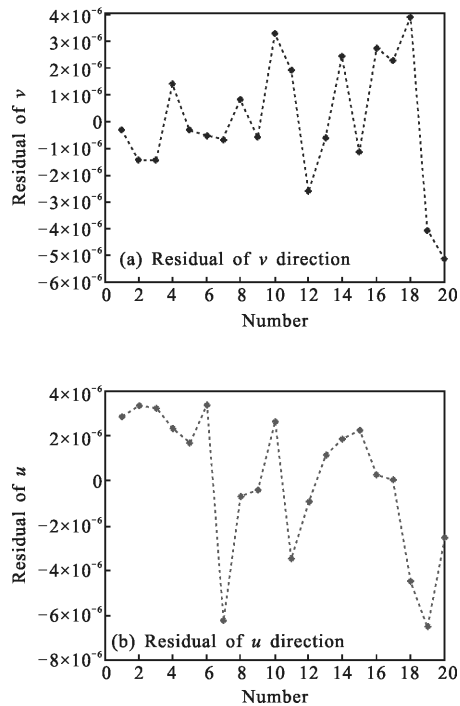 4×10⁻⁶
3×10⁻⁶
2×10⁻⁶
1×10⁻⁶
0
−1×10⁻⁶
−2×10⁻⁶
−3×10⁻⁶
−4×10⁻⁶
−5×10⁻⁶
−6×10⁻⁶
Residual of v
(a) Residual of v direction
0 2 4 6 8 10 12 14 16 18 20
Number
4×10⁻⁶
2×10⁻⁶
0
−2×10⁻⁶
−4×10⁻⁶
−6×10⁻⁶
−8×10⁻⁶
Residual of u
(b) Residual of u direction
0 2 4 6 8 10 12 14 16 18 20
Number